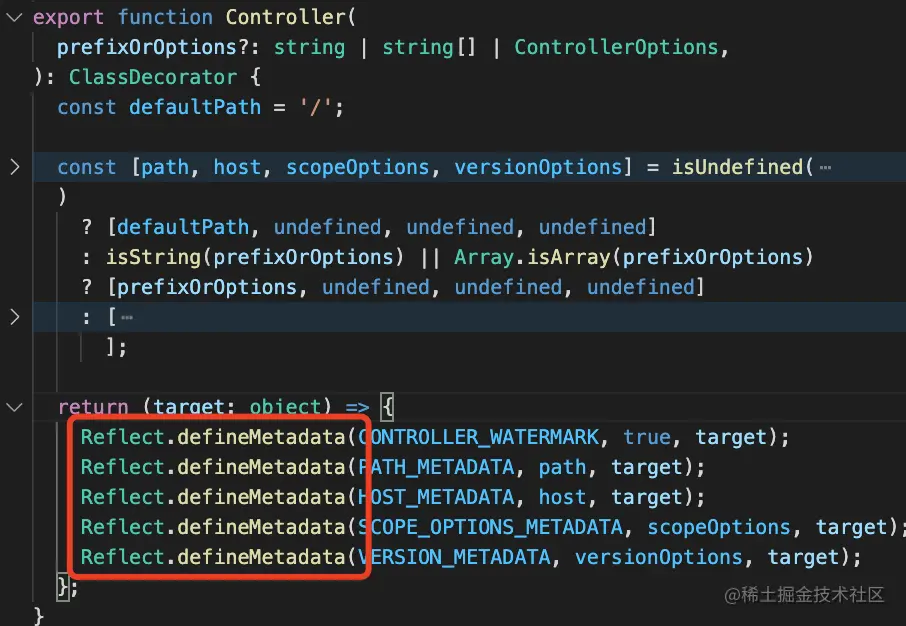 export function Controller(
prefixOrOptions?: string | string[] | ControllerOptions,
): ClassDecorator {
const defaultPath = '/';
const [path, host, scopeOptions, versionOptions] = isUndefined(⋯
)
? [defaultPath, undefined, undefined, undefined]
: isString(prefixOrOptions) || Array.isArray(prefixOrOptions)
? [prefixOrOptions, undefined, undefined, undefined]
: [⋯
];
return (target: object) => {
Reflect.defineMetadata(CONTROLLER_WATERMARK, true, target);
Reflect.defineMetadata(PATH_METADATA, path, target);
Reflect.defineMetadata(HOST_METADATA, host, target);
Reflect.defineMetadata(SCOPE_OPTIONS_METADATA, scopeOptions, target);
Reflect.defineMetadata(VERSION_METADATA, versionOptions, target);
};
}
@稀土掘金技术社区